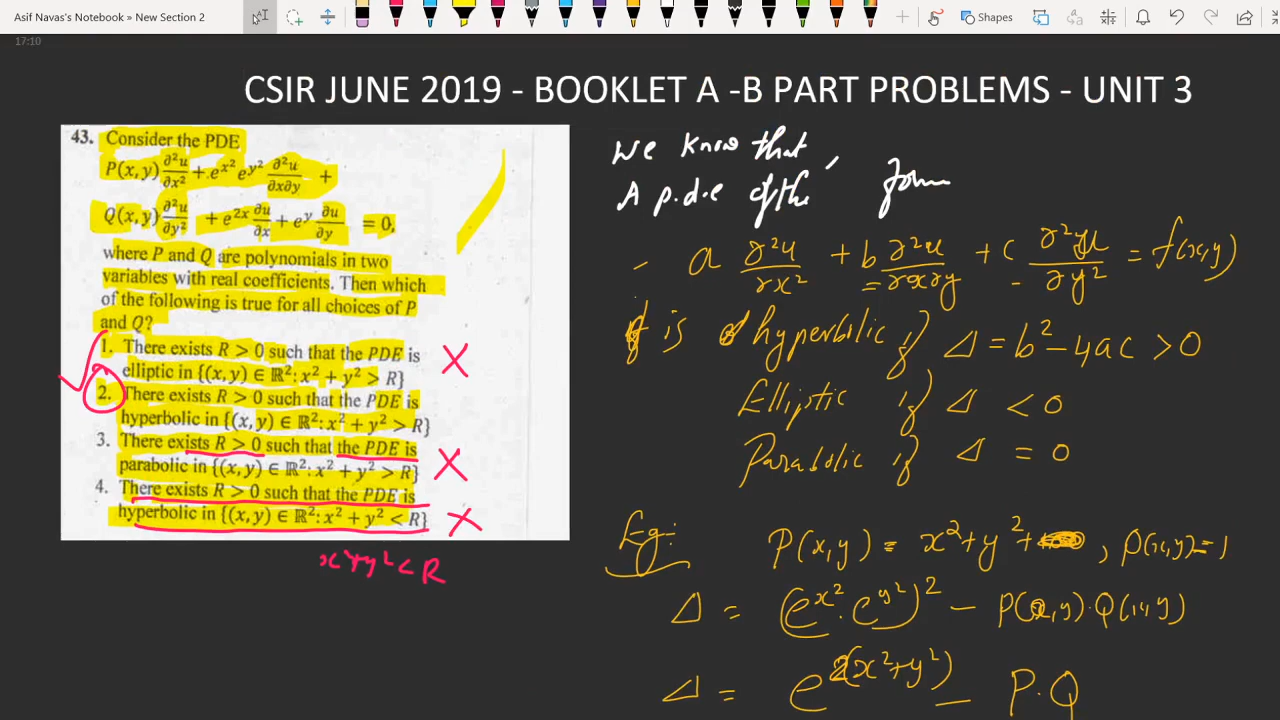 Asif Navas's Notebook » New Section 2
Shapes
17:10
CSIR JUNE 2019 - BOOKLET A -B PART PROBLEMS - UNIT 3
43. Consider the PDE
P(x, y) ∂²u/∂x² + e^{x²} e^{y²} ∂²u/∂x∂y +
Q(x, y) ∂²u/∂y² + e^{2x} ∂u/∂x + e^y ∂u/∂y = 0,
where P and Q are polynomials in two
variables with real coefficients. Then which
of the following is true for all choices of P
and Q?
1. There exists R > 0 such that the PDE is
elliptic in {(x, y) ∈ ℝ²: x² + y² > R}
2. There exists R > 0 such that the PDE is
hyperbolic in {(x, y) ∈ ℝ²: x² + y² > R}
3. There exists R > 0 such that the PDE is
parabolic in {(x, y) ∈ ℝ²: x² + y² > R}
4. There exists R > 0 such that the PDE is
hyperbolic in {(x, y) ∈ ℝ²: x² + y² < R}
x²+y² < R
We know that
A p.d.e of the form
a ∂²u/∂x² + b ∂²u/∂x∂y + c ∂²u/∂y² = f(x,y)
is hyperbolic if Δ = b² - 4ac > 0
Elliptic if Δ < 0
Parabolic if Δ = 0
Eg: P(x,y) = x²+y²+ , Q(x,y)=1
Δ = (e^{x²}.e^{y²})² - P(x,y).Q(x,y)
Δ = e^{2(x²+y²)} - P.Q